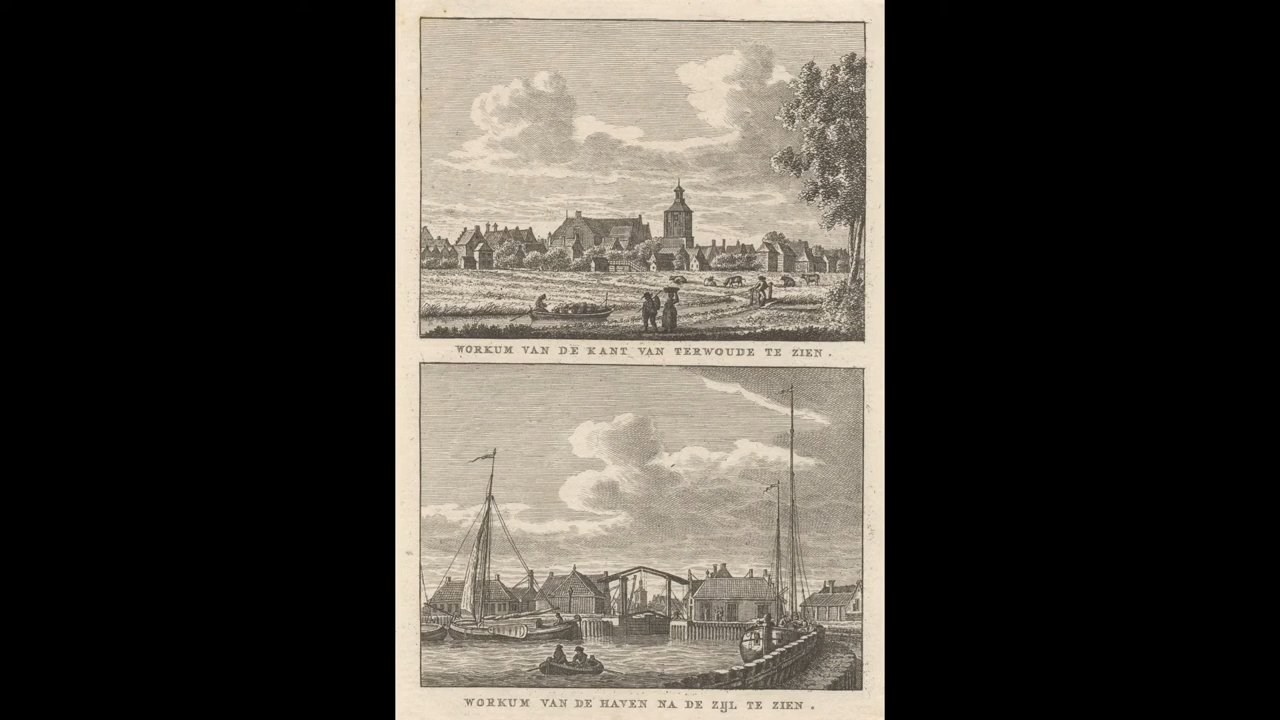 WORKUM VAN DE KANT VAN TERWOUDE TE ZIEN.
WORKUM VAN DE HAVEN NA DE ZIJL TE ZIEN.